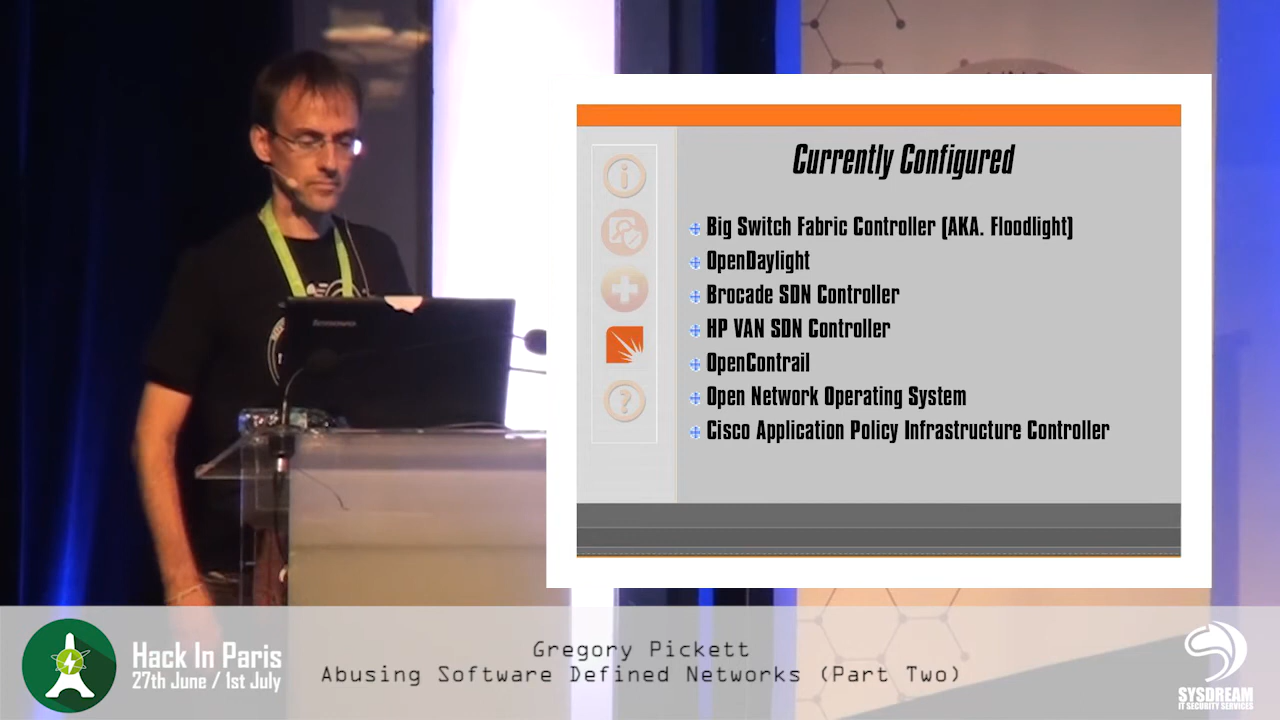 Currently Configured
Big Switch Fabric Controller (AKA. Floodlight)
OpenDaylight
Brocade SDN Controller
HP VAN SDN Controller
OpenContrail
Open Network Operating System
Cisco Application Policy Infrastructure Controller
lenovo
Hack In Paris
27th June / 1st July
Gregory Pickett
Abusing Software Defined Networks (Part Two)
SYSDREAM
IT SECURITY SERVICES